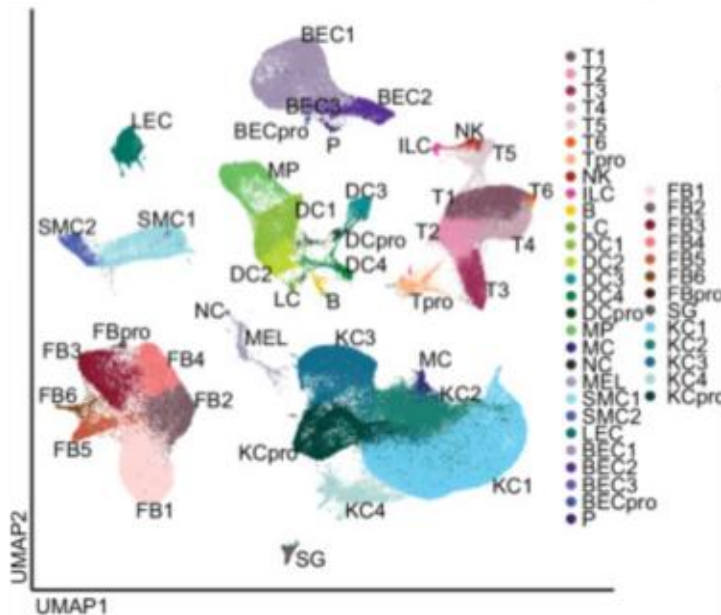 BEC1
BEC3
BEC2
BECpro
P
LEC
MP
ILC
NK
T5
DC3
DC1
DCpro
DC2
DC4
LC
B
T1
T6
T2
T4
T3
Tpro
SMC2
SMC1
NC
MEL
FBpro
FB3
FB4
FB6
FB2
FB5
FB1
KC3
MC
KC2
KCpro
KC1
KC4
SG
UMAP2
UMAP1
T1
T2
T3
T4
T5
T6
Tpro
NK
ILC
B
LC
DC1
DC2
DC3
DC4
DCpro
MP
MC
NC
MEL
SMC1
SMC2
LEC
BEC1
BEC2
BEC3
BECpro
P
FB1
FB2
FB3
FB4
FB5
FB6
FBpro
SG
KC1
KC2
KC3
KC4
KCpro